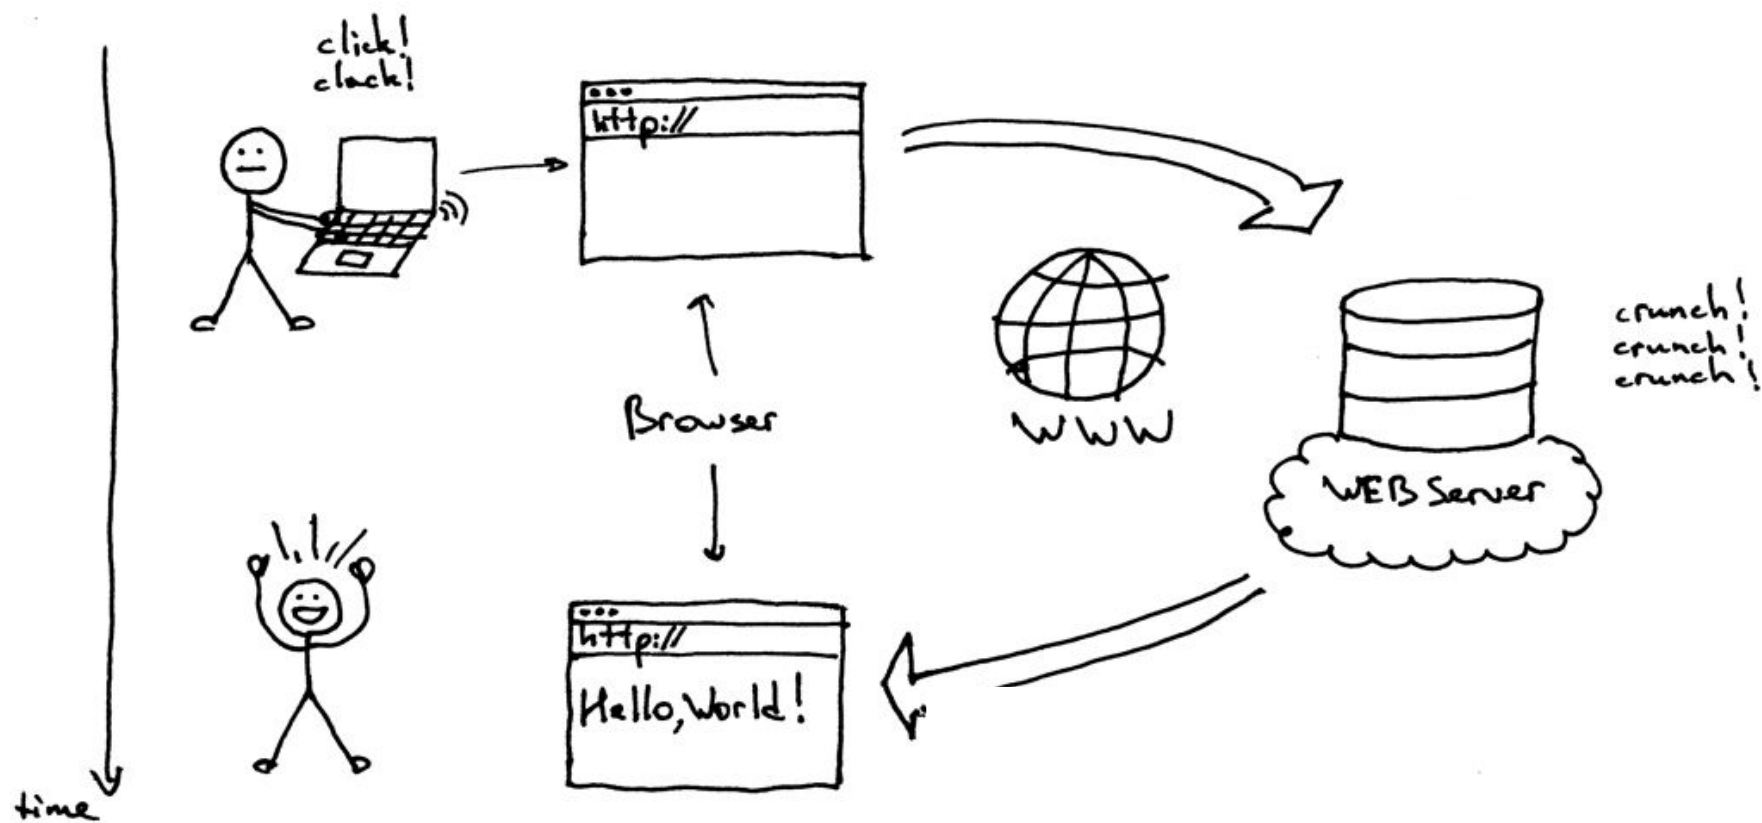 click!
clack!
http://
crunch!
crunch!
crunch!
Browser
WWW
WEB Server
http://
Hello, World!
time